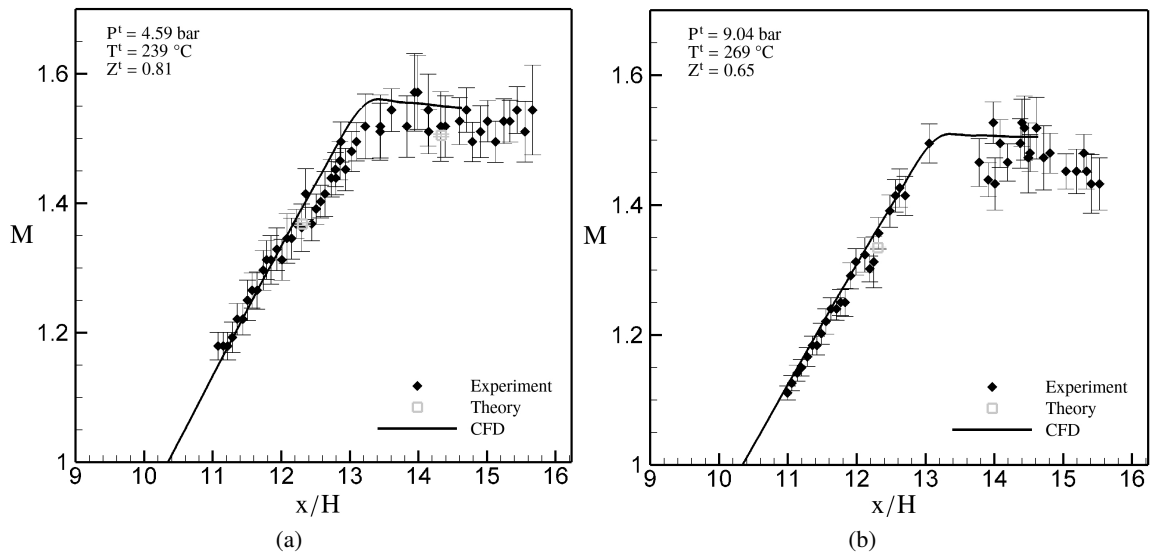 P^t = 4.59 bar
T^t = 239 °C
Z^t = 0.81
1.6
1.4
1.2
1
M
9 10 11 12 13 14 15 16
x/H
Experiment
Theory
CFD
(a)
P^t = 9.04 bar
T^t = 269 °C
Z^t = 0.65
1.6
1.4
1.2
1
M
9 10 11 12 13 14 15 16
x/H
Experiment
Theory
CFD
(b)